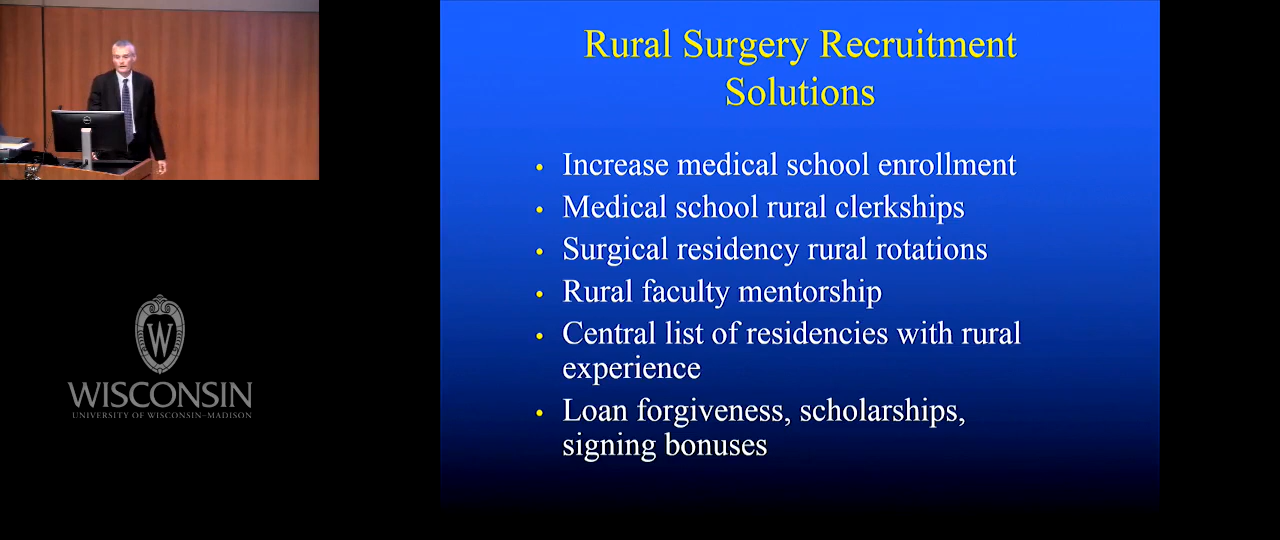 Rural Surgery Recruitment
Solutions
• Increase medical school enrollment
• Medical school rural clerkships
• Surgical residency rural rotations
• Rural faculty mentorship
• Central list of residencies with rural
experience
• Loan forgiveness, scholarships,
signing bonuses
W
WISCONSIN
UNIVERSITY OF WISCONSIN–MADISON